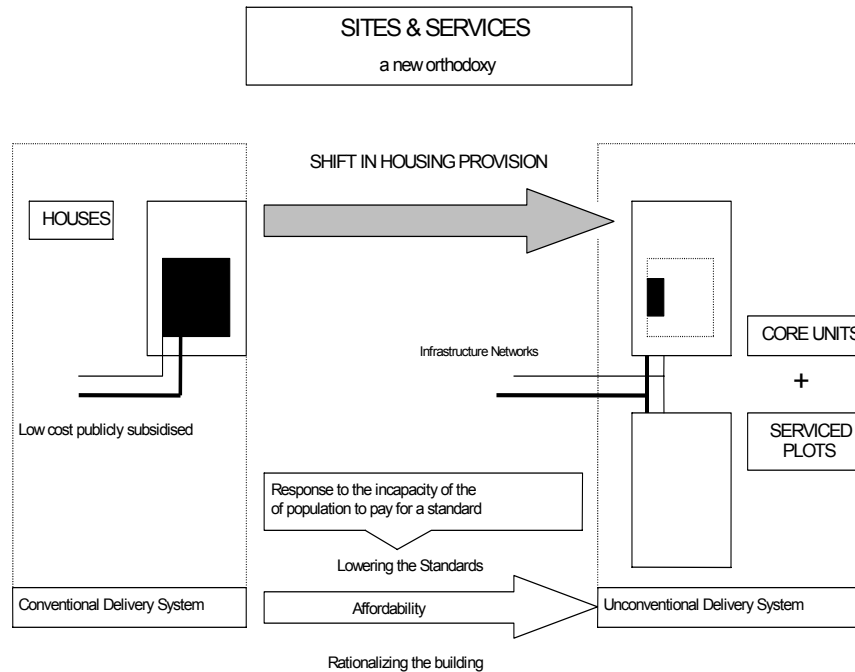 SITES & SERVICES
a new orthodoxy
SHIFT IN HOUSING PROVISION
HOUSES
Infrastructure Networks
CORE UNITS
+
SERVICED
PLOTS
Low cost publicly subsidised
Response to the incapacity of the
of population to pay for a standard
Lowering the Standards
Conventional Delivery System
Affordability
Unconventional Delivery System
Rationalizing the building